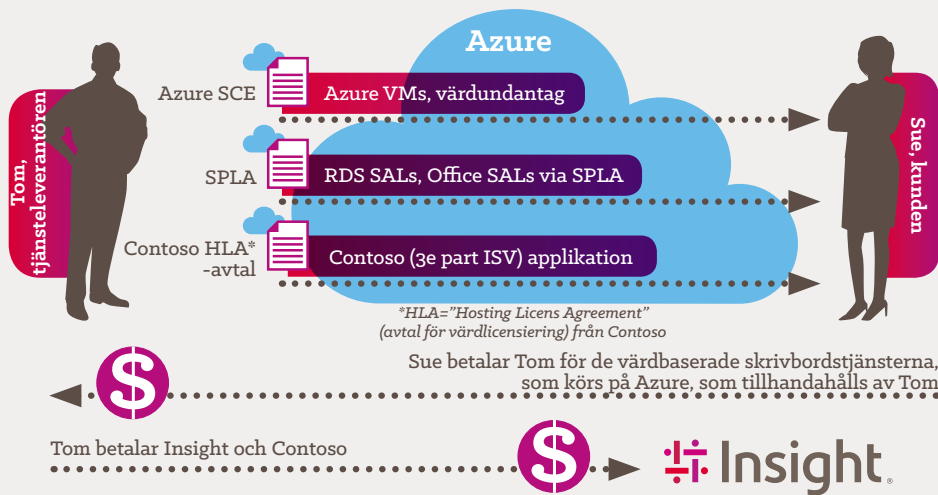 Azure
Tom,
tjänsteleverantören
Azure SCE
Azure VMs, värdundantag
SPLA
RDS SALs, Office SALs via SPLA
Contoso HLA*
-avtal
Contoso (3e part ISV) applikation
Sue, kunden
*HLA="Hosting Licens Agreement"
(avtal för värdlicensiering) från Contoso
Sue betalar Tom för de värdbaserade skrivbordstjänsterna,
som körs på Azure, som tillhandahålls av Tom
$
Tom betalar Insight och Contoso
$
Insight.